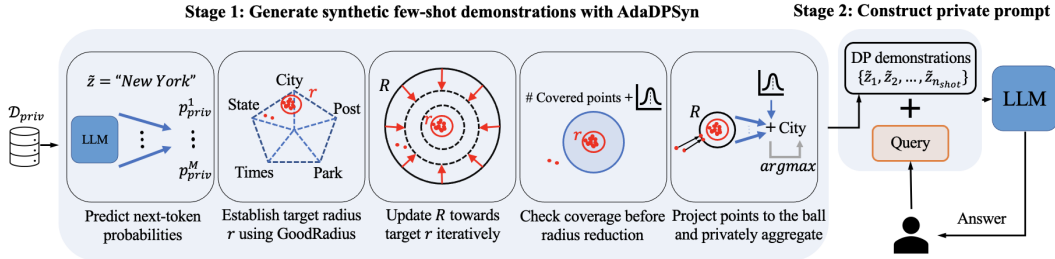 Stage 1: Generate synthetic few-shot demonstrations with AdaDPSyn
Stage 2: Construct private prompt
𝒟_priv
z̃ = "New York"
LLM
p^1_priv
⋮
⋮
p^M_priv
Predict next-token
probabilities
City
r
State
Post
Times
Park
Establish target radius
r using GoodRadius
R
r
Update R towards
target r iteratively
# Covered points +
r
Check coverage before
radius reduction
R
r
+ City
argmax
Project points to the ball
and privately aggregate
DP demonstrations
{z̃_1, z̃_2, ..., z̃_{n_shot}}
+
Query
LLM
Answer